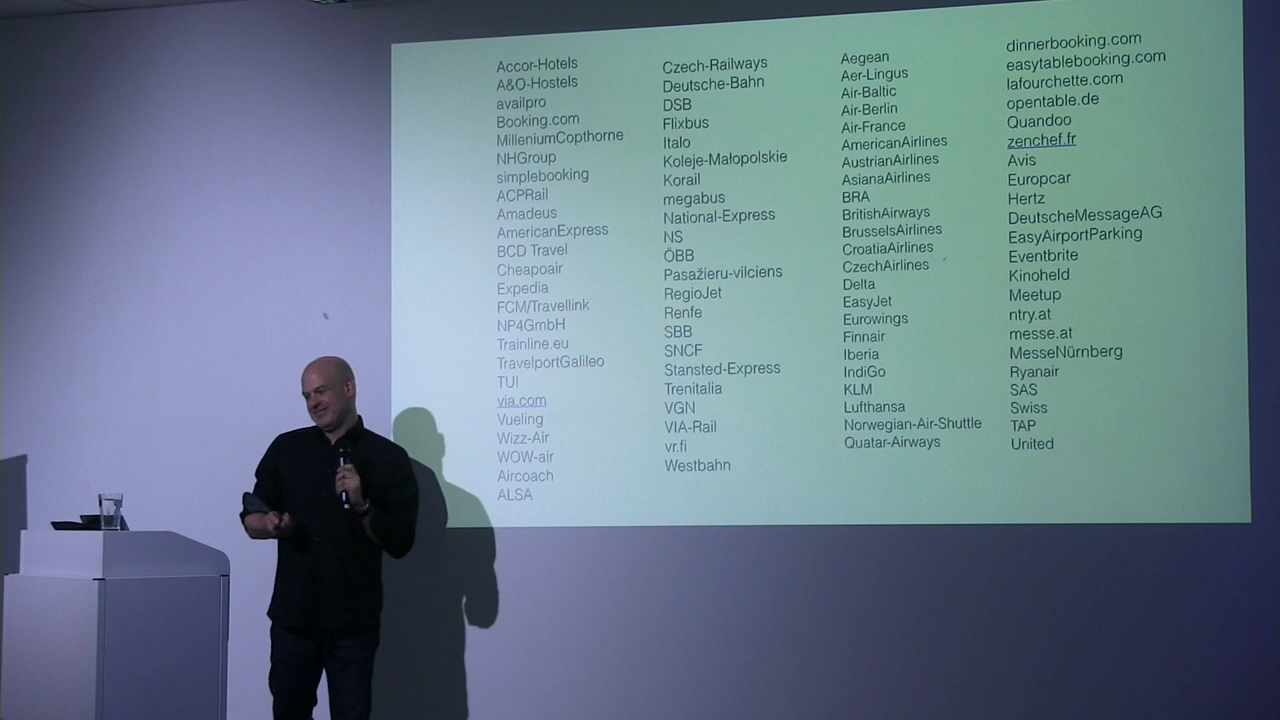 Accor-Hotels
A&O-Hostels
availpro
Booking.com
MilleniumCopthorne
NHGroup
simplebooking
ACPRail
Amadeus
AmericanExpress
BCD Travel
Cheapoair
Expedia
FCM/Travellink
NP4GmbH
Trainline.eu
TravelportGalileo
TUI
via.com
Vueling
Wizz-Air
WOW-air
Aircoach
ALSA
Czech-Railways
Deutsche-Bahn
DSB
Flixbus
Italo
Koleje-Małopolskie
Korail
megabus
National-Express
NS
ÖBB
Pasažieru-vilciens
RegioJet
Renfe
SBB
SNCF
Stansted-Express
Trenitalia
VGN
VIA-Rail
vr.fi
Westbahn
Aegean
Aer-Lingus
Air-Baltic
Air-Berlin
Air-France
AmericanAirlines
AustrianAirlines
AsianaAirlines
BRA
BritishAirways
BrusselsAirlines
CroatiaAirlines
CzechAirlines
Delta
EasyJet
Eurowings
Finnair
Iberia
IndiGo
KLM
Lufthansa
Norwegian-Air-Shuttle
Quatar-Airways
dinnerbooking.com
easytablebooking.com
lafourchette.com
opentable.de
Quandoo
zenchef.fr
Avis
Europcar
Hertz
DeutscheMessageAG
EasyAirportParking
Eventbrite
Kinoheld
Meetup
ntry.at
messe.at
MesseNürnberg
Ryanair
SAS
Swiss
TAP
United